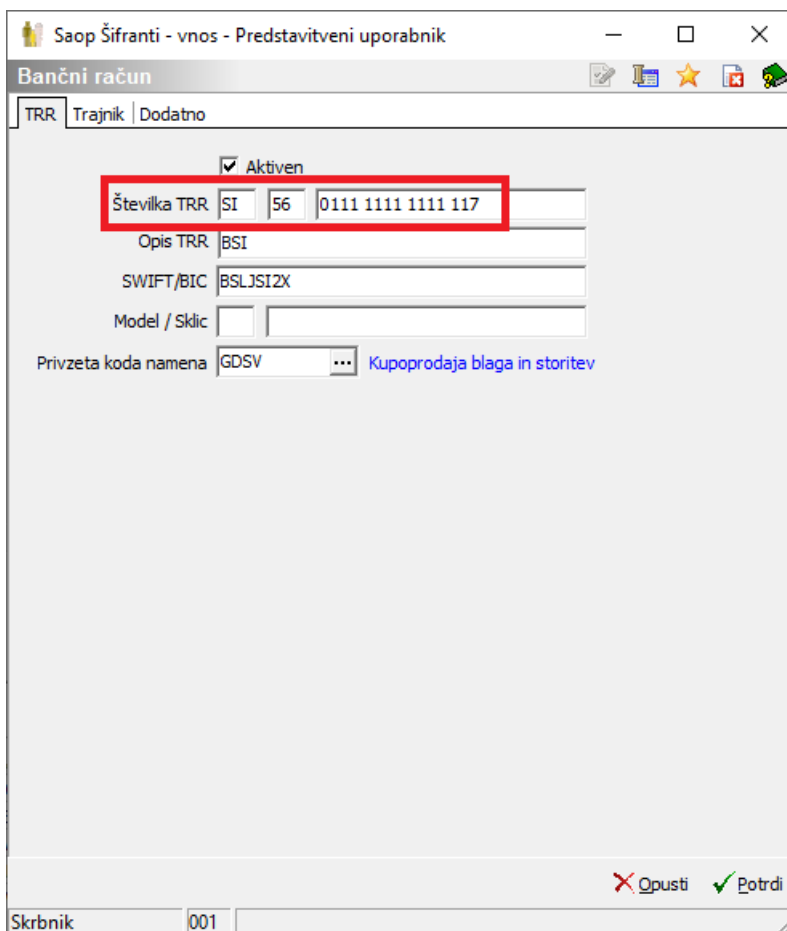 Saop Šifranti - vnos - Predstavitveni uporabnik
Bančni račun
TRR Trajnik Dodatno
Aktiven
Številka TRR SI 56 0111 1111 1111 117
Opis TRR BSI
SWIFT/BIC BSLJSI2X
Model / Sklic
Privzeta koda namena GDSV ... Kupoprodaja blaga in storitev
Opusti Potrdi
Skrbnik 001